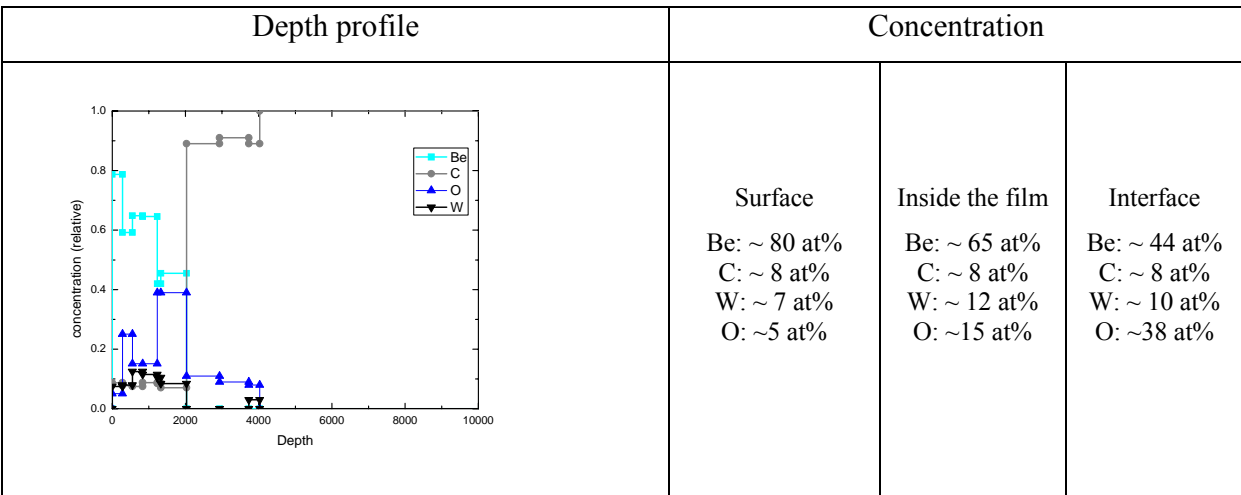 Depth profile
Concentration
1.0
0.8
0.6
0.4
0.2
0.0
concentration (relative)
0 2000 4000 6000 8000 10000
Depth
Be
C
O
W
Surface
Be: ~ 80 at%
C: ~ 8 at%
W: ~ 7 at%
O: ~5 at%
Inside the film
Be: ~ 65 at%
C: ~ 8 at%
W: ~ 12 at%
O: ~15 at%
Interface
Be: ~ 44 at%
C: ~ 8 at%
W: ~ 10 at%
O: ~38 at%